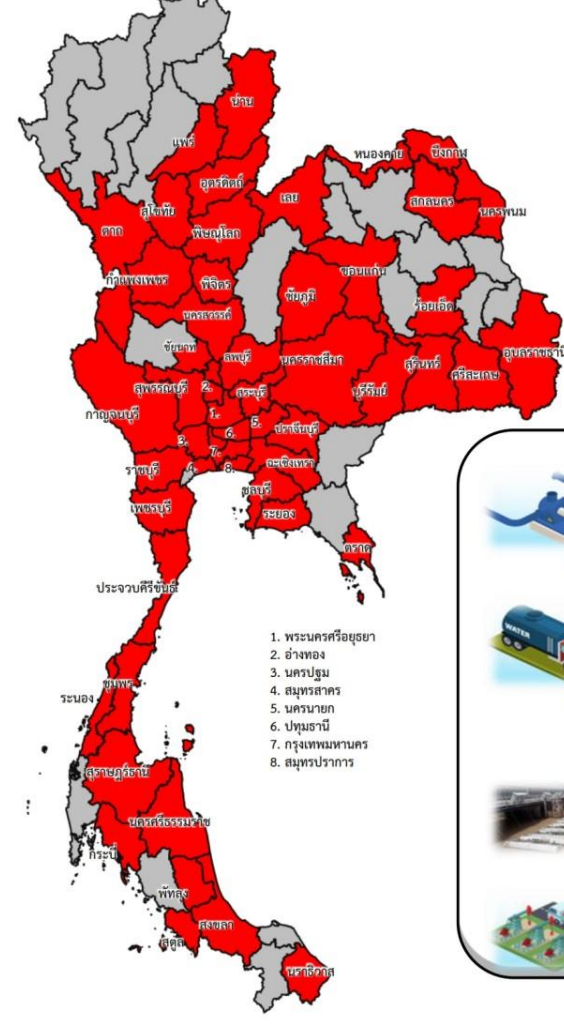 น่าน
แพร่
หนองคาย
บึงกาฬ
อุตรดิตถ์
เลย
สกลนคร
สุโขทัย
นครพนม
ตาก
พิษณุโลก
ขอนแก่น
กำแพงเพชร
พิจิตร
ชัยภูมิ
ร้อยเอ็ด
นครสวรรค์
ชัยนาท
ลพบุรี
นครราชสีมา
อุบลราชธานี
สุรินทร์
ศรีสะเกษ
สุพรรณบุรี
2.
สระบุรี
บุรีรัมย์
กาญจนบุรี
1.
5.
ปราจีนบุรี
3.
6.
7.
ฉะเชิงเทรา
ราชบุรี
4.
8.
ชลบุรี
เพชรบุรี
ระยอง
ตราด
ประจวบคีรีขันธ์
1. พระนครศรีอยุธยา
2. อ่างทอง
3. นครปฐม
4. สมุทรสาคร
5. นครนายก
6. ปทุมธานี
7. กรุงเทพมหานคร
8. สมุทรปราการ
WATER
ชุมพร
ระนอง
สุราษฎร์ธานี
นครศรีธรรมราช
กระบี่
พัทลุง
สงขลา
สตูล
นราธิวาส